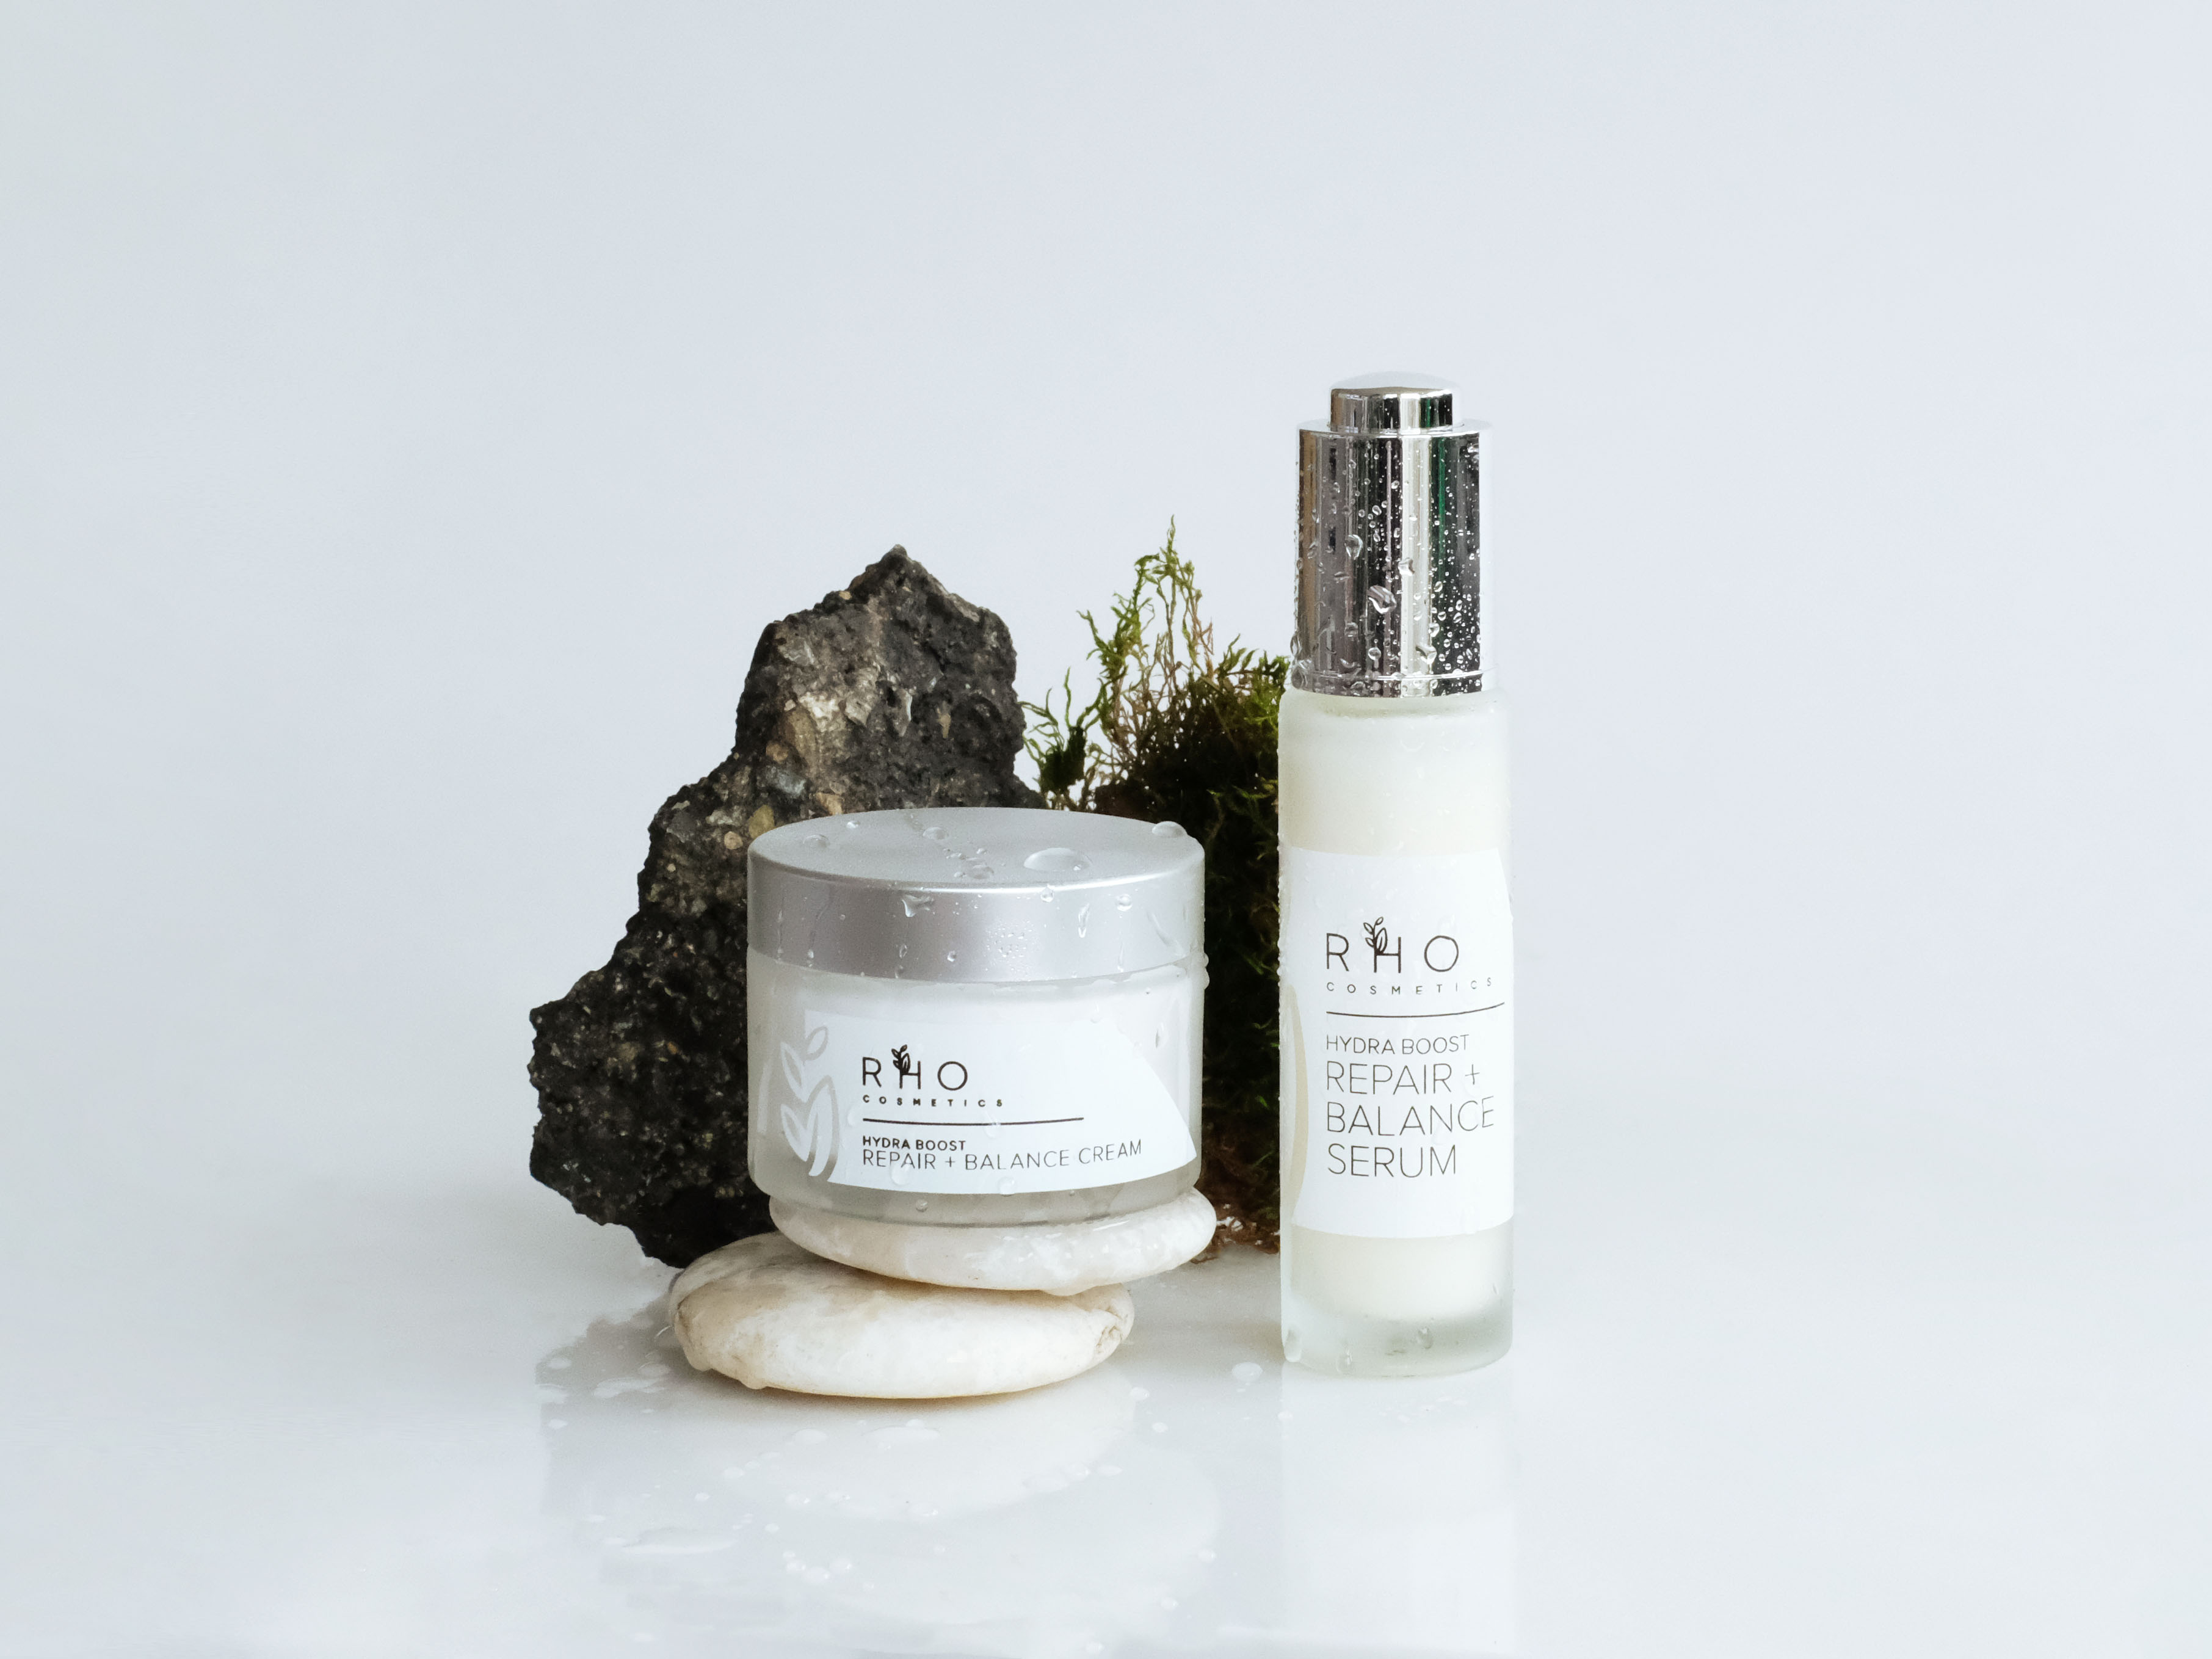 RHO
COSMETICS
HYDRA BOOST
REPAIR + BALANCE CREAM
RHO
COSMETICS
HYDRA BOOST
REPAIR +
BALANCE
SERUM